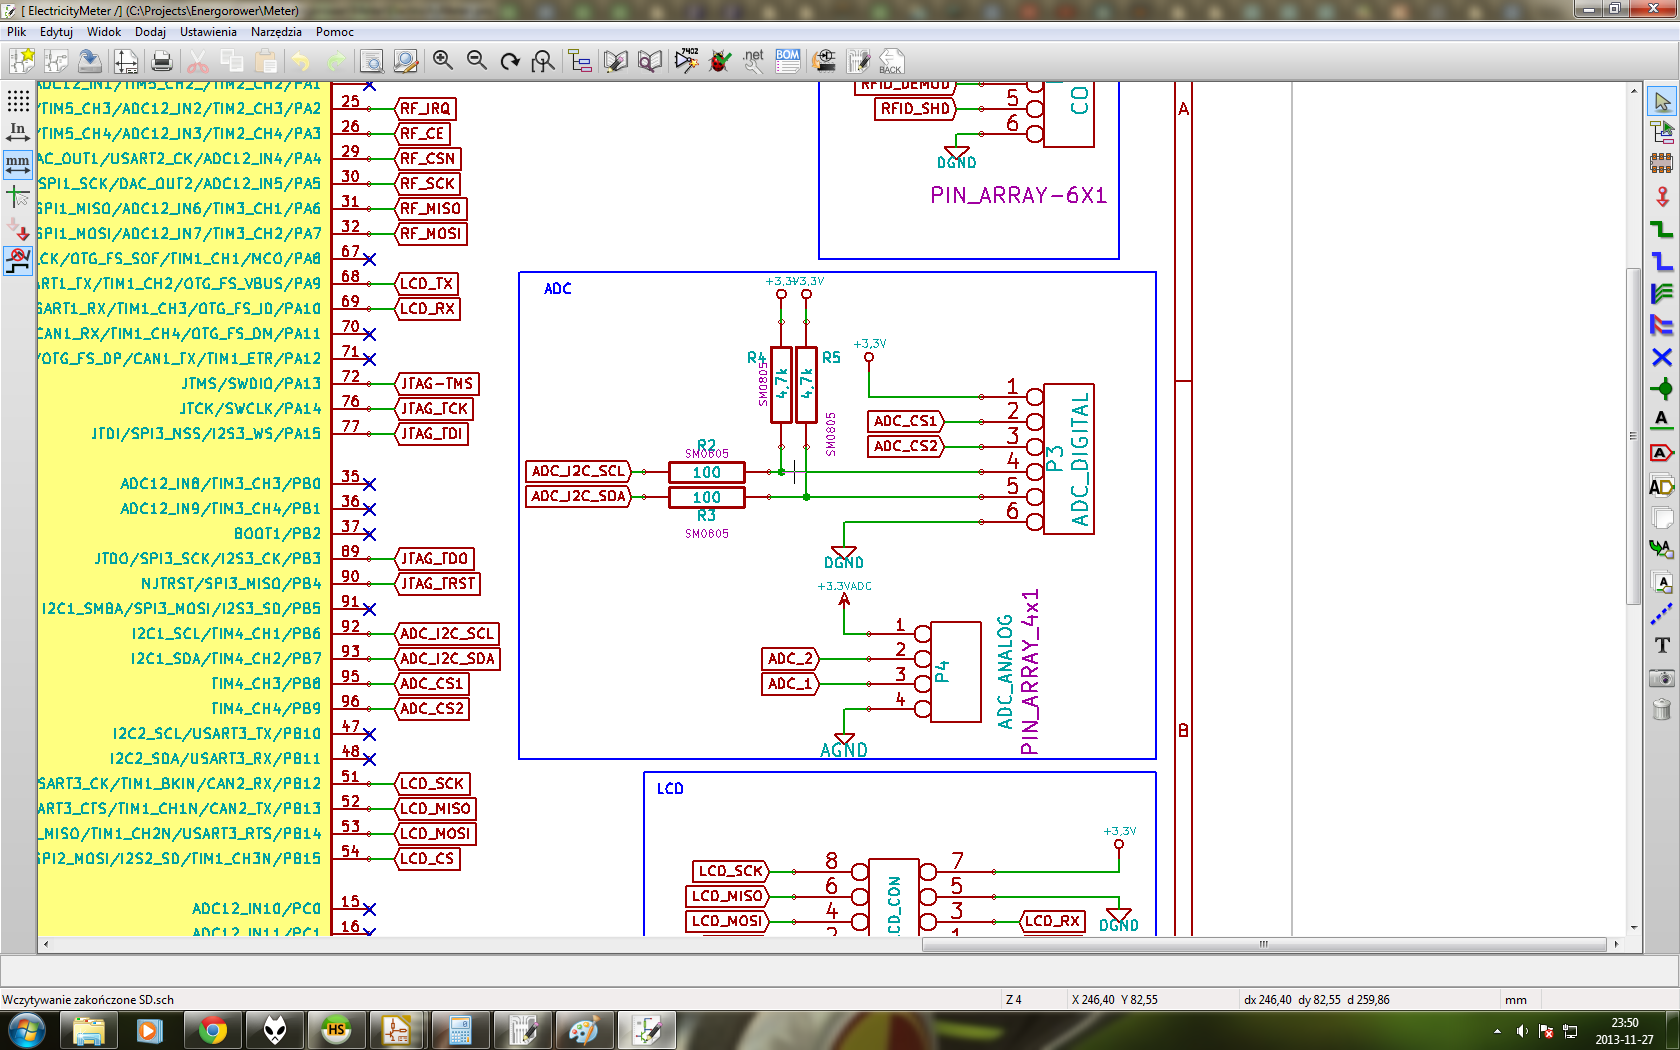 [ ElectricityMeter /] (C:\Projects\Energorower\Meter)
Plik Edytuj Widok Dodaj Ustawienia Narzędzia Pomoc
7402 .net BOM BACK
In
mm
ADC12_IN1/TIM5_CH2_/TIM2_CH2/PA1
/TIM5_CH3/ADC12_IN2/TIM2_CH3/PA2 25 RF_IRQ
/TIM5_CH4/ADC12_IN3/TIM2_CH4/PA3 26 RF_CE
AC_OUT1/USART2_CK/ADC12_IN4/PA4 29 RF_CSN
SPI1_SCK/DAC_OUT2/ADC12_IN5/PA5 30 RF_SCK
SPI1_MISO/ADC12_IN6/TIM3_CH1/PA6 31 RF_MISO
SPI1_MOSI/ADC12_IN7/TIM3_CH2/PA7 32 RF_MOSI
CK/OTG_FS_SOF/TIM1_CH1/MCO/PA8 67
ART1_TX/TIM1_CH2/OTG_FS_VBUS/PA9 68 LCD_TX
SART1_RX/TIM1_CH3/OTG_FS_ID/PA10 69 LCD_RX
CAN1_RX/TIM1_CH4/OTG_FS_DM/PA11 70
/OTG_FS_DP/CAN1_TX/TIM1_ETR/PA12 71
JTMS/SWDIO/PA13 72 JTAG-TMS
JTCK/SWCLK/PA14 76 JTAG_TCK
JTDI/SPI3_NSS/I2S3_WS/PA15 77 JTAG_TDI
ADC12_IN8/TIM3_CH3/PB0 35
ADC12_IN9/TIM3_CH4/PB1 36
BOOT1/PB2 37
JTDO/SPI3_SCK/I2S3_CK/PB3 89 JTAG_TDO
NJTRST/SPI3_MISO/PB4 90 JTAG_TRST
I2C1_SMBA/SPI3_MOSI/I2S3_SD/PB5 91
I2C1_SCL/TIM4_CH1/PB6 92 ADC_I2C_SCL
I2C1_SDA/TIM4_CH2/PB7 93 ADC_I2C_SDA
TIM4_CH3/PB8 95 ADC_CS1
TIM4_CH4/PB9 96 ADC_CS2
I2C2_SCL/USART3_TX/PB10 47
I2C2_SDA/USART3_RX/PB11 48
SART3_CK/TIM1_BKIN/CAN2_RX/PB12 51 LCD_SCK
ART3_CTS/TIM1_CH1N/CAN2_TX/PB13 52 LCD_MISO
_MISO/TIM1_CH2N/USART3_RTS/PB14 53 LCD_MOSI
SPI2_MOSI/I2S2_SD/TIM1_CH3N/PB15 54 LCD_CS
ADC12_IN10/PC0 15
ADC12_IN11/PC1 16
RFID_DEMOD
RFID_SHD 5
6
DGND
CO
PIN_ARRAY-6X1
A
ADC
+3,3V +3,3V
R4 4.7k SM0805
R5 4.7k SM0805
+3,3V
1
ADC_CS1 2
ADC_CS2 3
R2
SM0805
ADC_I2C_SCL 100 4
ADC_I2C_SDA 100 5
R3
SM0805
6
P3
ADC_DIGITAL
DGND
+3.3VADC
A
1
ADC_2 2
ADC_1 3
4
P4
ADC_ANALOG
PIN_ARRAY_4x1
AGND
B
LCD
+3,3V
LCD_SCK 8 7
LCD_MISO 6 5
LCD_MOSI 4 3 LCD_RX
2 1
LCD_CON
DGND
A
A
A
A
A
T
Wczytywanie zakończone SD.sch Z 4 X 246,40 Y 82,55 dx 246,40 dy 82,55 d 259,86 mm
HS
23:50
2013-11-27